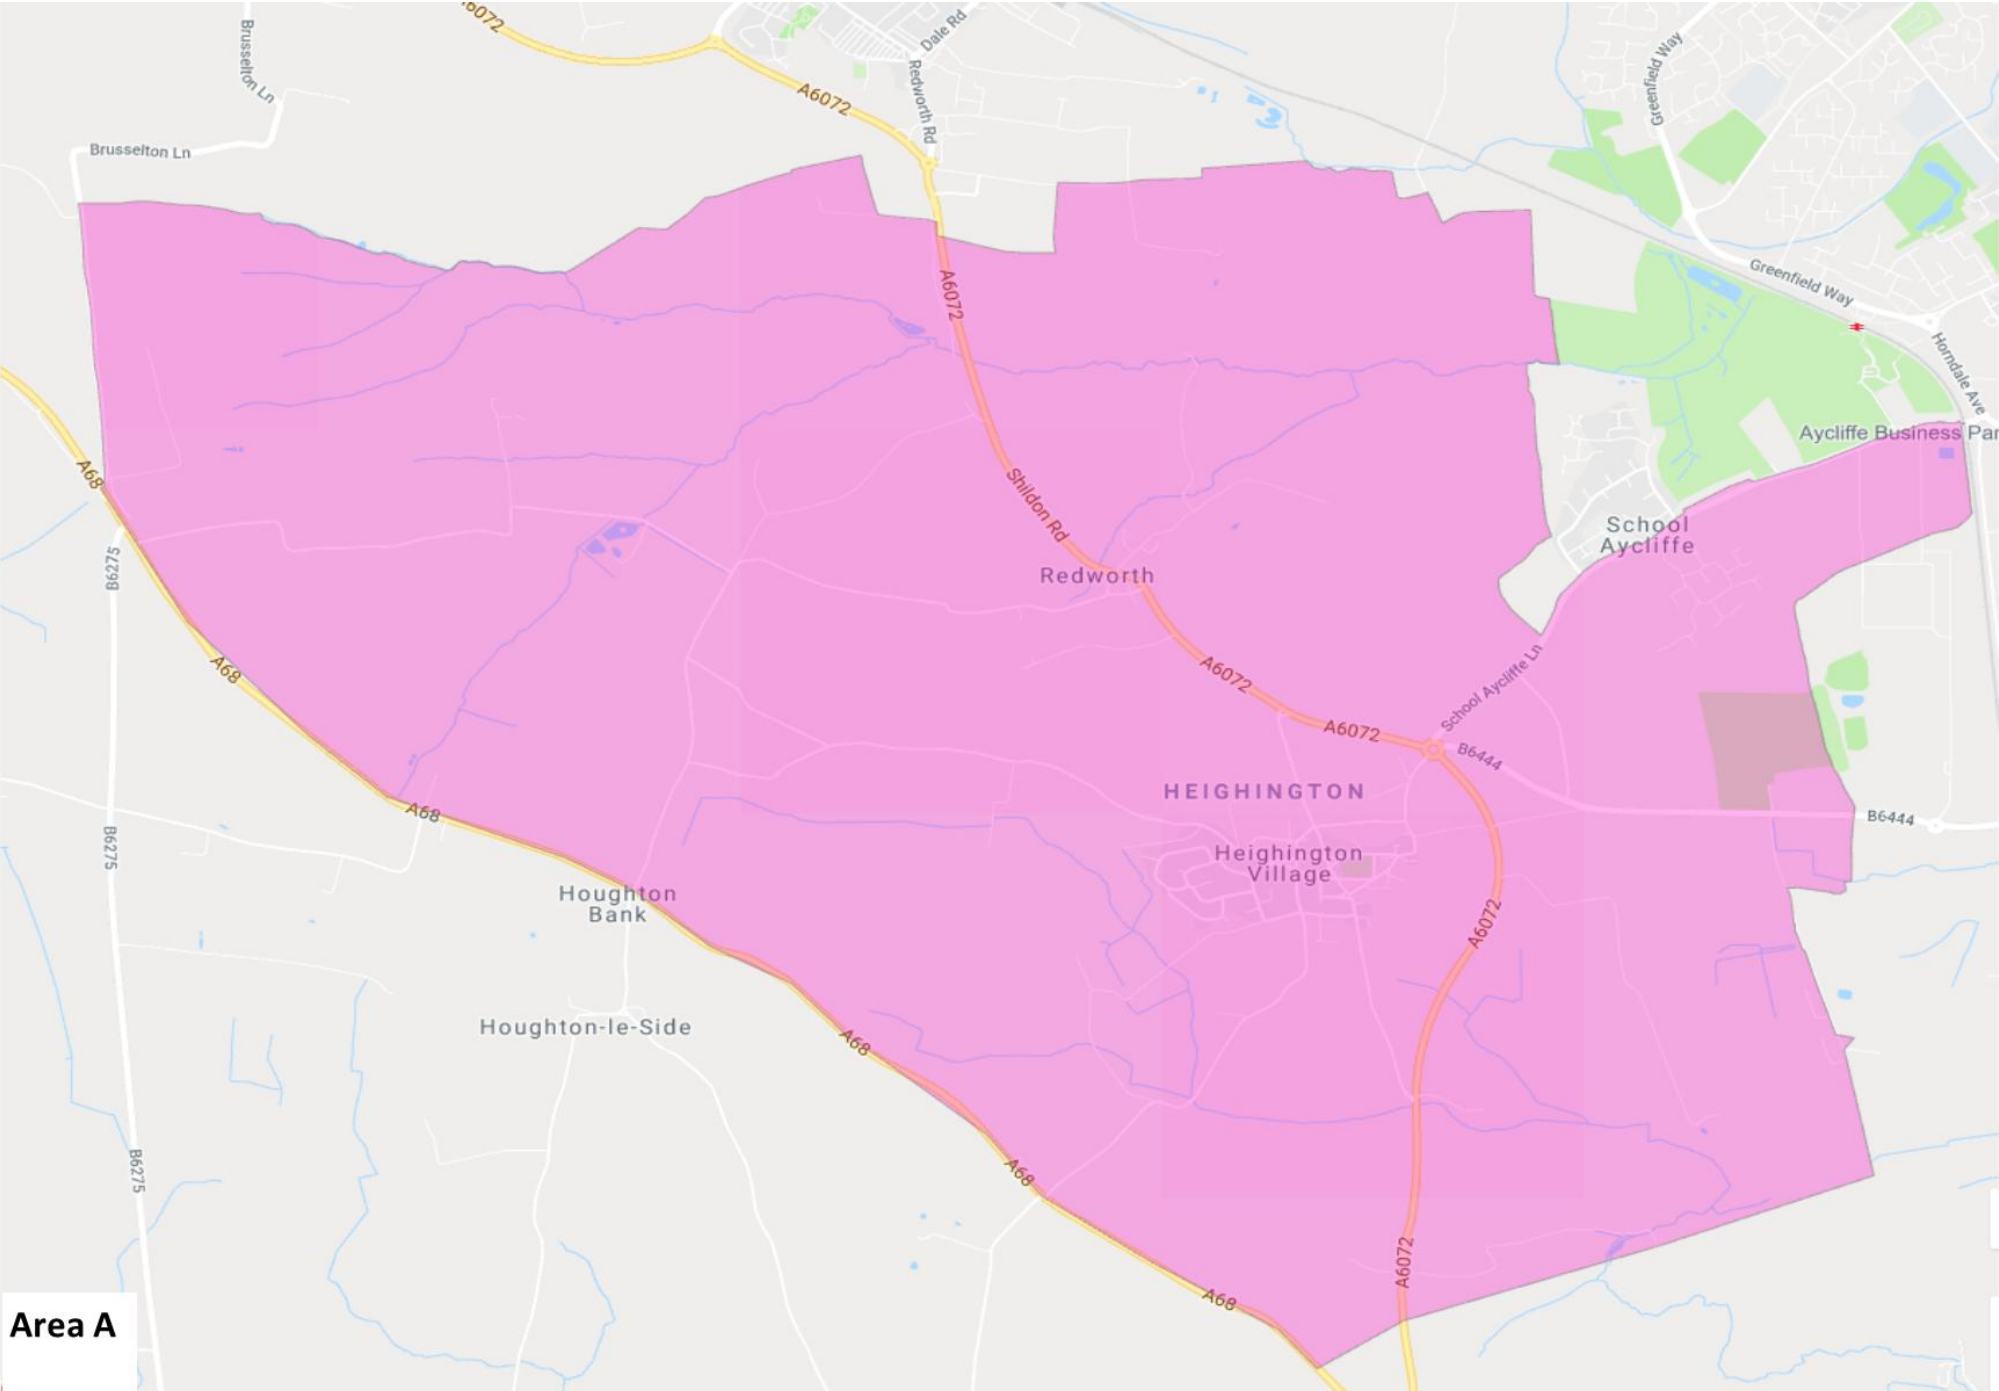 A6072
Brusselton Ln
Dale Rd
Greenfield Way
A6072
Redworth Rd
Brusselton Ln
Greenfield Way
A6072
Horndale Ave
Aycliffe Business Par
A68
Shildon Rd
School
Aycliffe
B6275
Redworth
A68
A6072
School Aycliffe Ln
A6072
B6444
HEIGHINGTON
A68
B6444
B6275
Heighington
Village
Houghton
Bank
A6072
Houghton-le-Side
A68
B6275
A68
A6072
A68
Area A